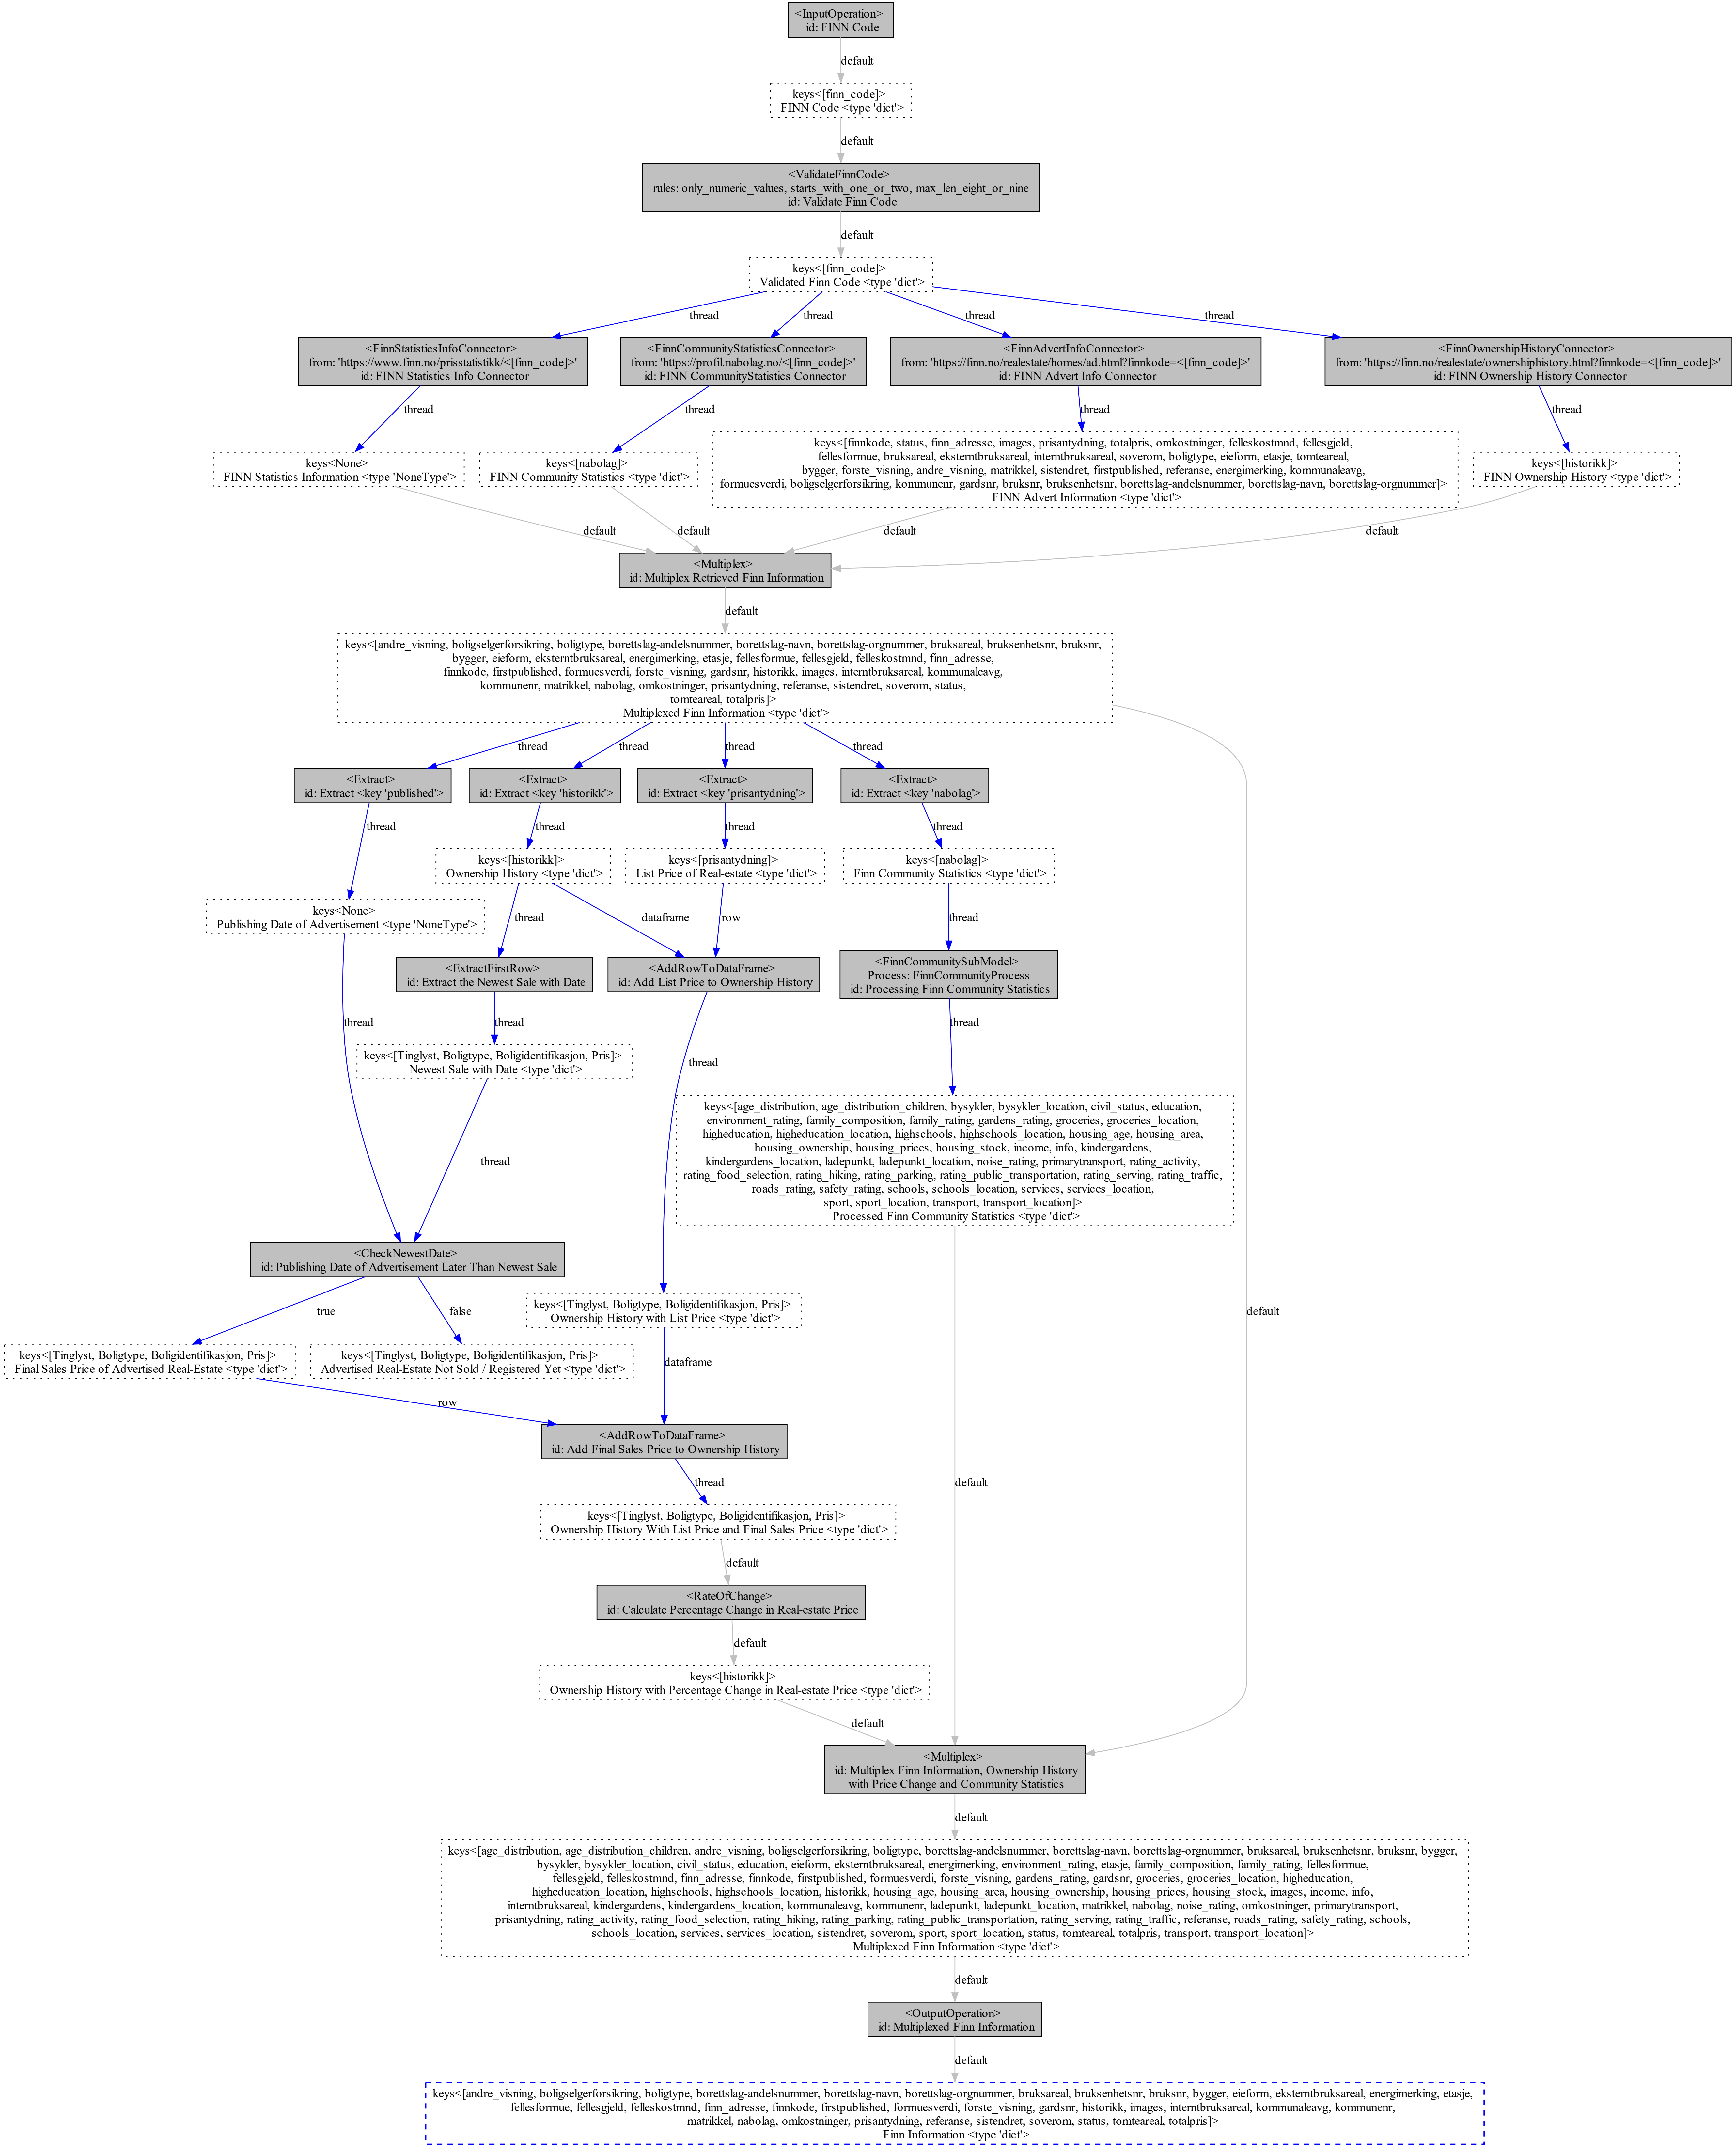 <InputOperation>
id: FINN Code
default
keys<[finn_code]>
FINN Code <type 'dict'>
default
<ValidateFinnCode>
rules: only_numeric_values, starts_with_one_or_two, max_len_eight_or_nine
id: Validate Finn Code
default
keys<[finn_code]>
Validated Finn Code <type 'dict'>
thread
thread
thread
thread
<FinnStatisticsInfoConnector>
from: 'https://www.finn.no/prisstatistikk/<[finn_code]>'
id: FINN Statistics Info Connector
<FinnCommunityStatisticsConnector>
from: 'https://profil.nabolag.no/<[finn_code]>'
id: FINN CommunityStatistics Connector
<FinnAdvertInfoConnector>
from: 'https://finn.no/realestate/homes/ad.html?finnkode=<[finn_code]>'
id: FINN Advert Info Connector
<FinnOwnershipHistoryConnector>
from: 'https://finn.no/realestate/ownershiphistory.html?finnkode=<[finn_code]>'
id: FINN Ownership History Connector
thread
thread
thread
thread
keys<None>
FINN Statistics Information <type 'NoneType'>
keys<[nabolag]>
FINN Community Statistics <type 'dict'>
keys<[finnkode, status, finn_adresse, images, prisantydning, totalpris, omkostninger, felleskostmnd, fellesgjeld,
fellesformue, bruksareal, eksterntbruksareal, interntbruksareal, soverom, boligtype, eieform, etasje, tomteareal,
bygger, forste_visning, andre_visning, matrikkel, sistendret, firstpublished, referanse, energimerking, kommunaleavg,
formuesverdi, boligselgerforsikring, kommunenr, gardsnr, bruksnr, bruksenhetsnr, borettslag-andelsnummer, borettslag-navn, borettslag-orgnummer]>
FINN Advert Information <type 'dict'>
keys<[historikk]>
FINN Ownership History <type 'dict'>
default
default
default
default
<Multiplex>
id: Multiplex Retrieved Finn Information
default
keys<[andre_visning, boligselgerforsikring, boligtype, borettslag-andelsnummer, borettslag-navn, borettslag-orgnummer, bruksareal, bruksenhetsnr, bruksnr,
bygger, eieform, eksterntbruksareal, energimerking, etasje, fellesformue, fellesgjeld, felleskostmnd, finn_adresse,
finnkode, firstpublished, formuesverdi, forste_visning, gardsnr, historikk, images, interntbruksareal, kommunaleavg,
kommunenr, matrikkel, nabolag, omkostninger, prisantydning, referanse, sistendret, soverom, status,
tomteareal, totalpris]>
Multiplexed Finn Information <type 'dict'>
thread
thread
thread
thread
<Extract>
id: Extract <key 'published'>
<Extract>
id: Extract <key 'historikk'>
<Extract>
id: Extract <key 'prisantydning'>
<Extract>
id: Extract <key 'nabolag'>
thread
thread
thread
thread
keys<[historikk]>
Ownership History <type 'dict'>
keys<[prisantydning]>
List Price of Real-estate <type 'dict'>
keys<[nabolag]>
Finn Community Statistics <type 'dict'>
keys<None>
Publishing Date of Advertisement <type 'NoneType'>
thread
dataframe
row
thread
<ExtractFirstRow>
id: Extract the Newest Sale with Date
<AddRowToDataFrame>
id: Add List Price to Ownership History
<FinnCommunitySubModel>
Process: FinnCommunityProcess
id: Processing Finn Community Statistics
thread
thread
thread
thread
keys<[Tinglyst, Boligtype, Boligidentifikasjon, Pris]>
Newest Sale with Date <type 'dict'>
keys<[age_distribution, age_distribution_children, bysykler, bysykler_location, civil_status, education,
environment_rating, family_composition, family_rating, gardens_rating, groceries, groceries_location,
higheducation, higheducation_location, highschools, highschools_location, housing_age, housing_area,
housing_ownership, housing_prices, housing_stock, income, info, kindergardens,
kindergardens_location, ladepunkt, ladepunkt_location, noise_rating, primarytransport, rating_activity,
rating_food_selection, rating_hiking, rating_parking, rating_public_transportation, rating_serving, rating_traffic,
roads_rating, safety_rating, schools, schools_location, services, services_location,
sport, sport_location, transport, transport_location]>
Processed Finn Community Statistics <type 'dict'>
thread
<CheckNewestDate>
id: Publishing Date of Advertisement Later Than Newest Sale
true
false
keys<[Tinglyst, Boligtype, Boligidentifikasjon, Pris]>
Ownership History with List Price <type 'dict'>
default
keys<[Tinglyst, Boligtype, Boligidentifikasjon, Pris]>
Final Sales Price of Advertised Real-Estate <type 'dict'>
keys<[Tinglyst, Boligtype, Boligidentifikasjon, Pris]>
Advertised Real-Estate Not Sold / Registered Yet <type 'dict'>
dataframe
row
<AddRowToDataFrame>
id: Add Final Sales Price to Ownership History
thread
default
keys<[Tinglyst, Boligtype, Boligidentifikasjon, Pris]>
Ownership History With List Price and Final Sales Price <type 'dict'>
default
<RateOfChange>
id: Calculate Percentage Change in Real-estate Price
default
keys<[historikk]>
Ownership History with Percentage Change in Real-estate Price <type 'dict'>
default
<Multiplex>
id: Multiplex Finn Information, Ownership History
with Price Change and Community Statistics
default
keys<[age_distribution, age_distribution_children, andre_visning, boligselgerforsikring, boligtype, borettslag-andelsnummer, borettslag-navn, borettslag-orgnummer, bruksareal, bruksenhetsnr, bruksnr, bygger,
bysykler, bysykler_location, civil_status, education, eieform, eksterntbruksareal, energimerking, environment_rating, etasje, family_composition, family_rating, fellesformue,
fellesgjeld, felleskostmnd, finn_adresse, finnkode, firstpublished, formuesverdi, forste_visning, gardens_rating, gardsnr, groceries, groceries_location, higheducation,
higheducation_location, highschools, highschools_location, historikk, housing_age, housing_area, housing_ownership, housing_prices, housing_stock, images, income, info,
interntbruksareal, kindergardens, kindergardens_location, kommunaleavg, kommunenr, ladepunkt, ladepunkt_location, matrikkel, nabolag, noise_rating, omkostninger, primarytransport,
prisantydning, rating_activity, rating_food_selection, rating_hiking, rating_parking, rating_public_transportation, rating_serving, rating_traffic, referanse, roads_rating, safety_rating, schools,
schools_location, services, services_location, sistendret, soverom, sport, sport_location, status, tomteareal, totalpris, transport, transport_location]>
Multiplexed Finn Information <type 'dict'>
default
<OutputOperation>
id: Multiplexed Finn Information
default
keys<[andre_visning, boligselgerforsikring, boligtype, borettslag-andelsnummer, borettslag-navn, borettslag-orgnummer, bruksareal, bruksenhetsnr, bruksnr, bygger, eieform, eksterntbruksareal, energimerking, etasje,
fellesformue, fellesgjeld, felleskostmnd, finn_adresse, finnkode, firstpublished, formuesverdi, forste_visning, gardsnr, historikk, images, interntbruksareal, kommunaleavg, kommunenr,
matrikkel, nabolag, omkostninger, prisantydning, referanse, sistendret, soverom, status, tomteareal, totalpris]>
Finn Information <type 'dict'>